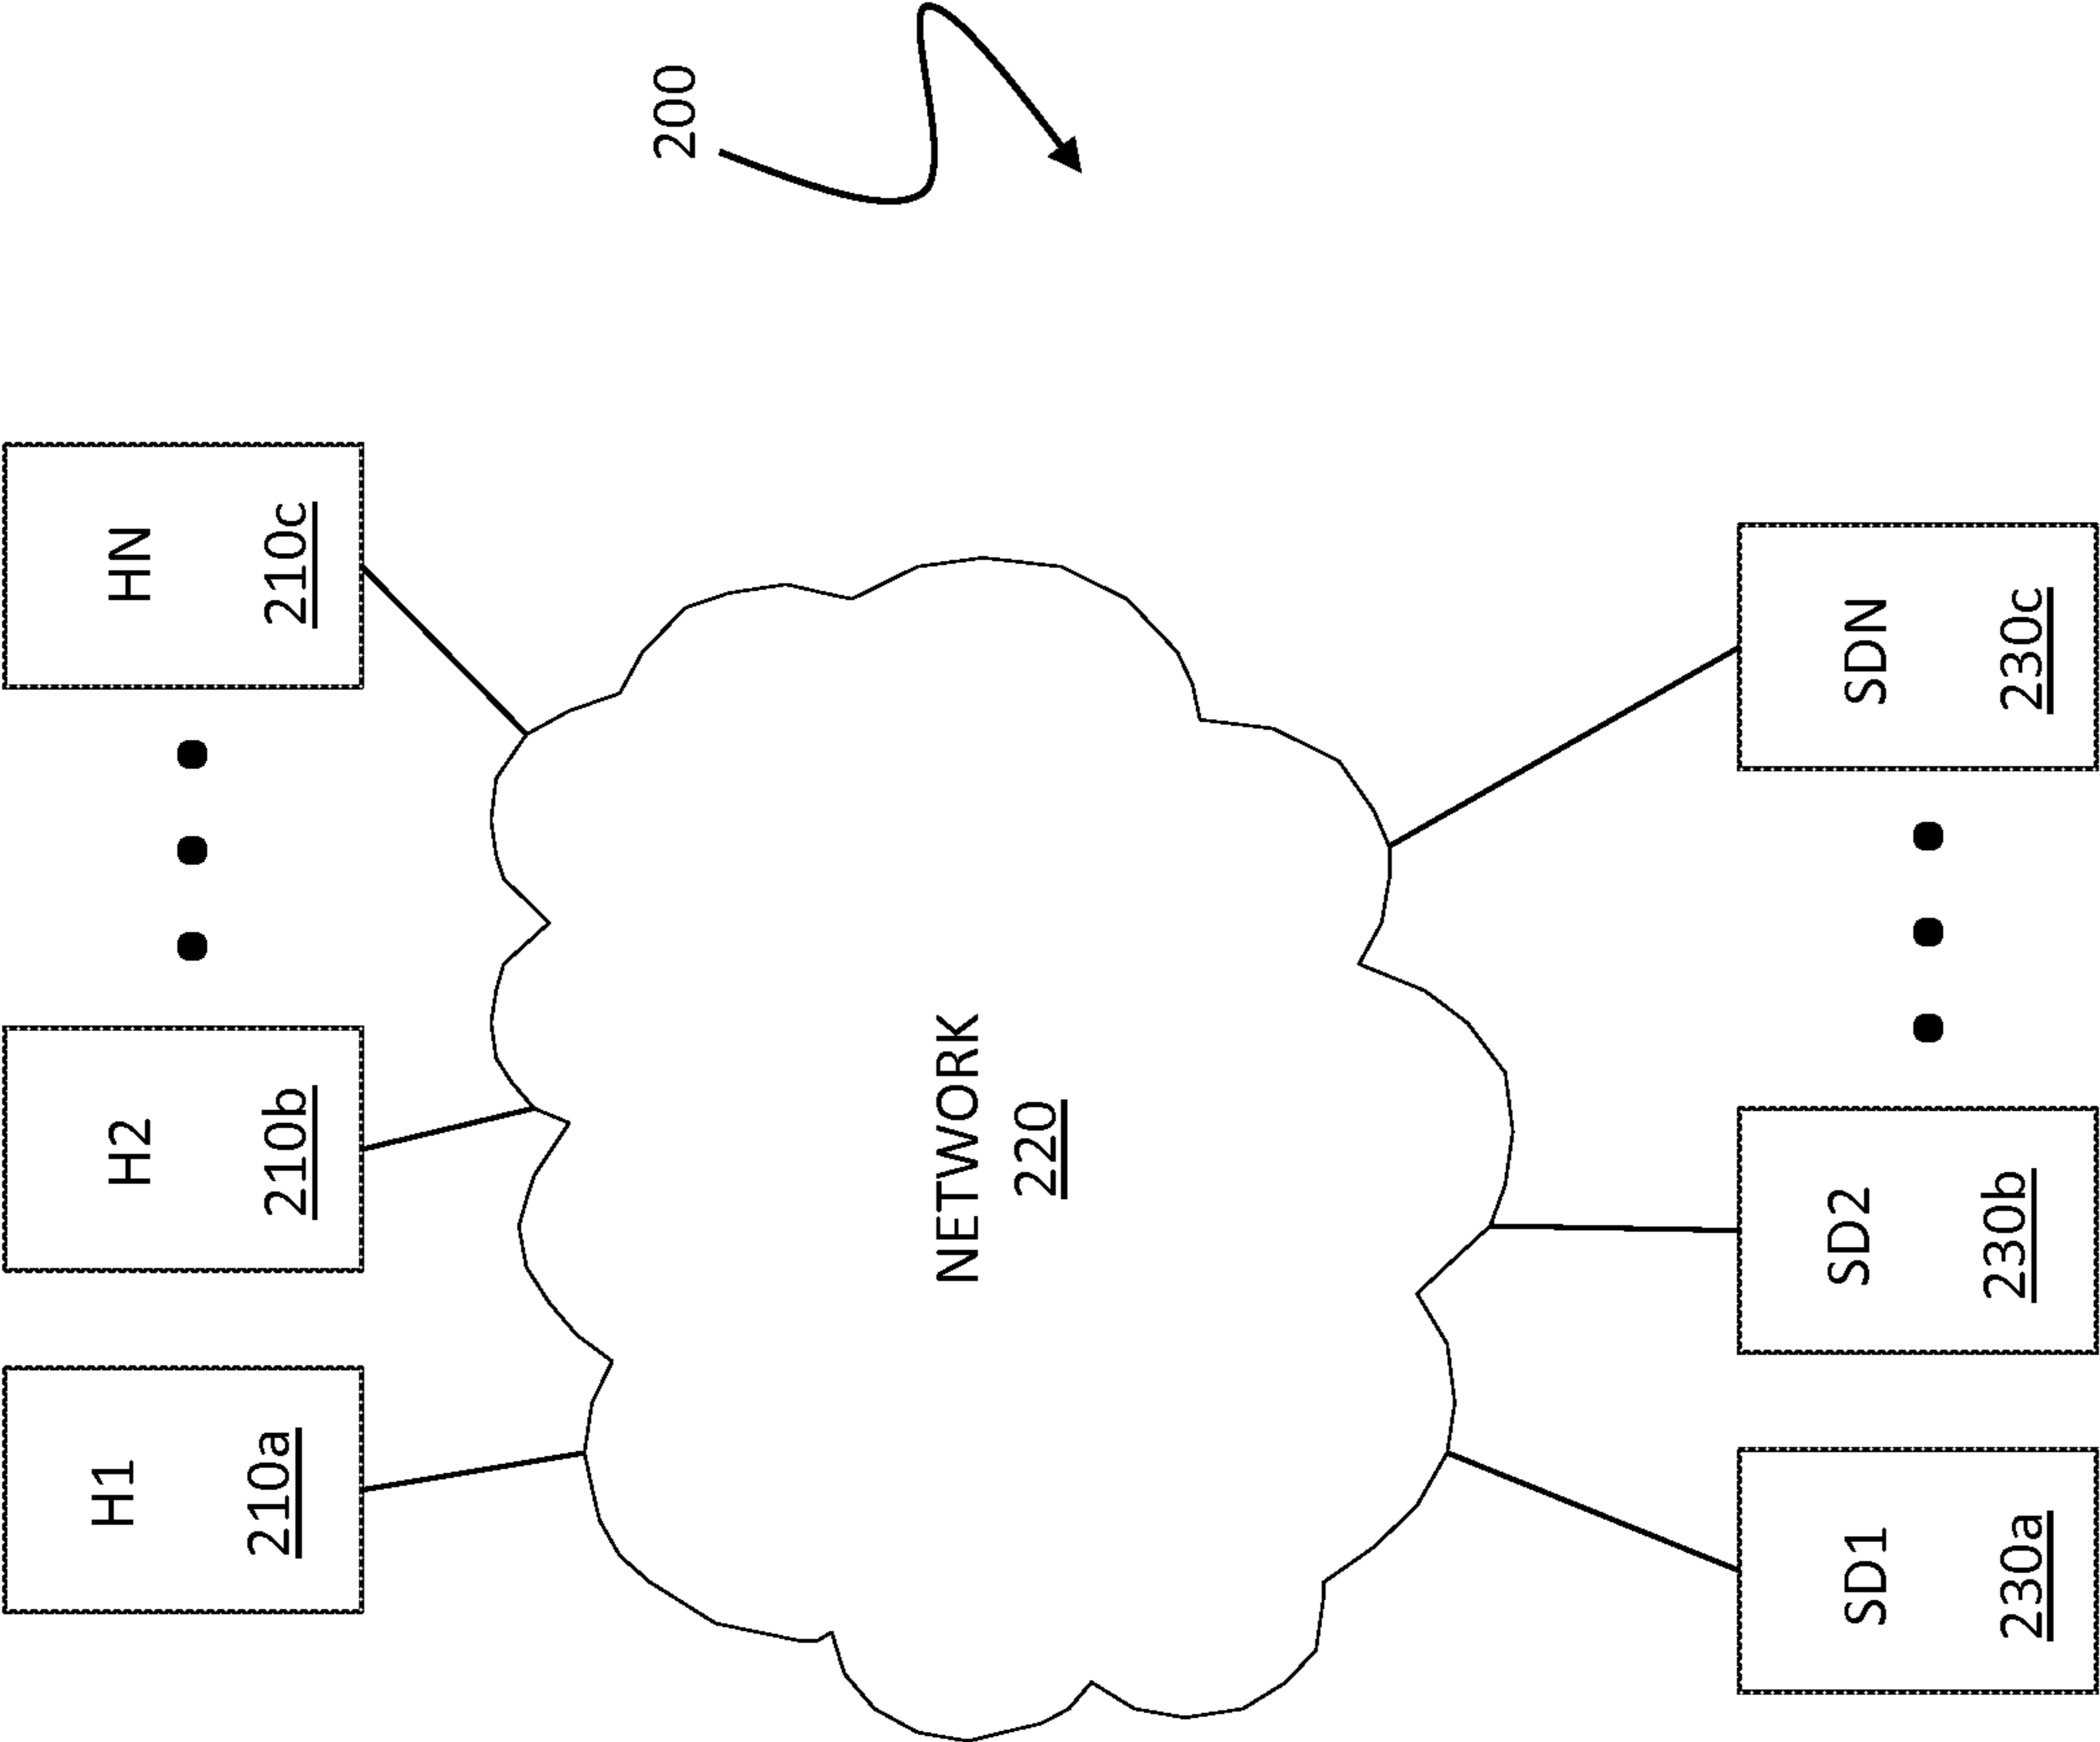 200
H1
210a
H2
210b
HN
210c
NETWORK
220
SD1
230a
SD2
230b
SDN
230c